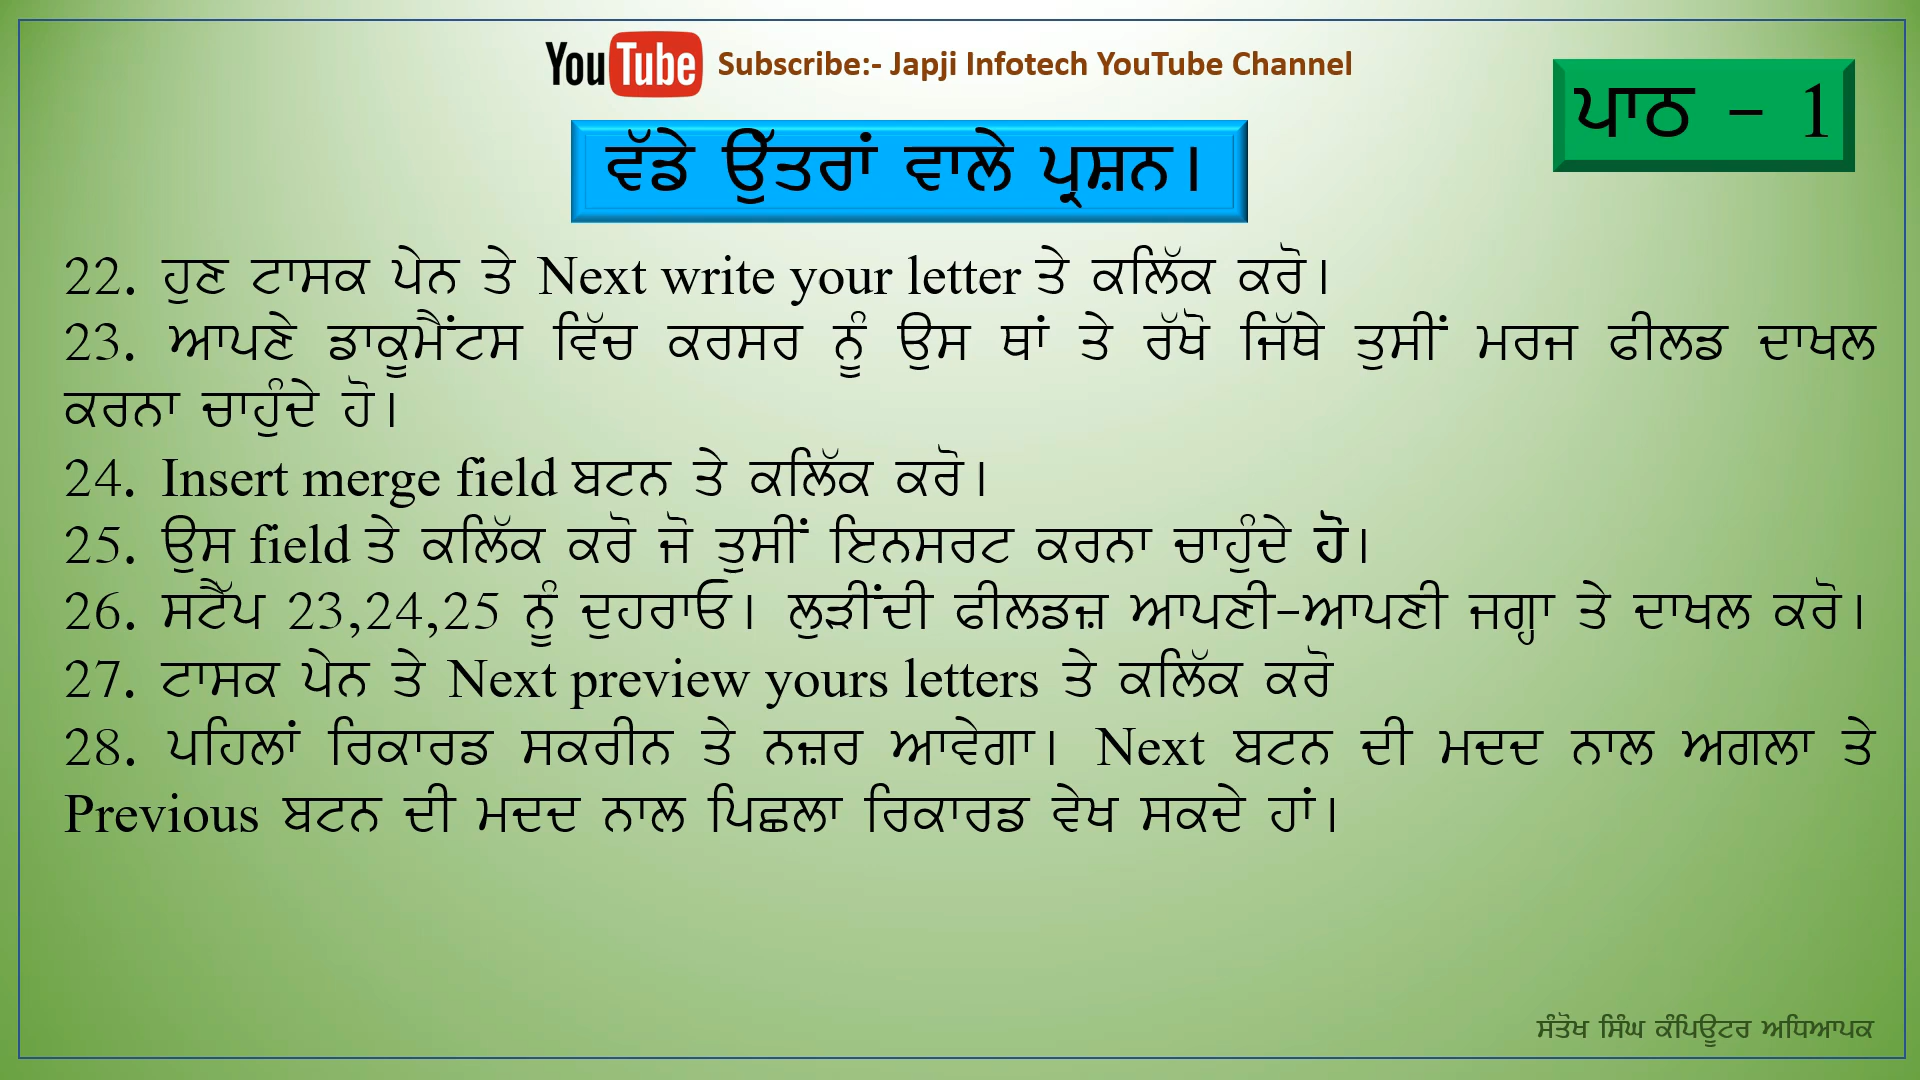 YouTube Subscribe:- Japji Infotech YouTube Channel
ਪਾਠ - 1
ਵੱਡੇ ਉੱਤਰਾਂ ਵਾਲੇ ਪ੍ਰਸ਼ਨ।
22. ਹੁਣ ਟਾਸਕ ਪੇਨ ਤੇ Next write your letter ਤੇ ਕਲਿੱਕ ਕਰੋ।
23. ਆਪਣੇ ਡਾਕੂਮੈਂਟਸ ਵਿੱਚ ਕਰਸਰ ਨੂੰ ਉਸ ਥਾਂ ਤੇ ਰੱਖੋ ਜਿੱਥੇ ਤੁਸੀਂ ਮਰਜ ਫੀਲਡ ਦਾਖਲ
ਕਰਨਾ ਚਾਹੁੰਦੇ ਹੋ।
24. Insert merge field ਬਟਨ ਤੇ ਕਲਿੱਕ ਕਰੋ।
25. ਉਸ field ਤੇ ਕਲਿੱਕ ਕਰੋ ਜੋ ਤੁਸੀਂ ਇਨਸਰਟ ਕਰਨਾ ਚਾਹੁੰਦੇ ਹੋ।
26. ਸਟੈੱਪ 23,24,25 ਨੂੰ ਦੁਹਰਾਓ। ਲੁੜੀਂਦੀ ਫੀਲਡਜ਼ ਆਪਣੀ-ਆਪਣੀ ਜਗ੍ਹਾ ਤੇ ਦਾਖਲ ਕਰੋ।
27. ਟਾਸਕ ਪੇਨ ਤੇ Next preview yours letters ਤੇ ਕਲਿੱਕ ਕਰੋ
28. ਪਹਿਲਾਂ ਰਿਕਾਰਡ ਸਕਰੀਨ ਤੇ ਨਜ਼ਰ ਆਵੇਗਾ। Next ਬਟਨ ਦੀ ਮਦਦ ਨਾਲ ਅਗਲਾ ਤੇ
Previous ਬਟਨ ਦੀ ਮਦਦ ਨਾਲ ਪਿਛਲਾ ਰਿਕਾਰਡ ਵੇਖ ਸਕਦੇ ਹਾਂ।
ਸੰਤੋਖ ਸਿੰਘ ਕੰਪਿਊਟਰ ਅਧਿਆਪਕ